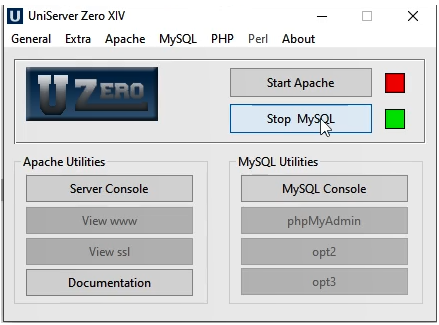 UniServer Zero XIV
General Extra Apache MySQL PHP Perl About
U ZERO
Start Apache
Stop MySQL
Apache Utilities
Server Console
View www
View ssl
Documentation
MySQL Utilities
MySQL Console
phpMyAdmin
opt2
opt3